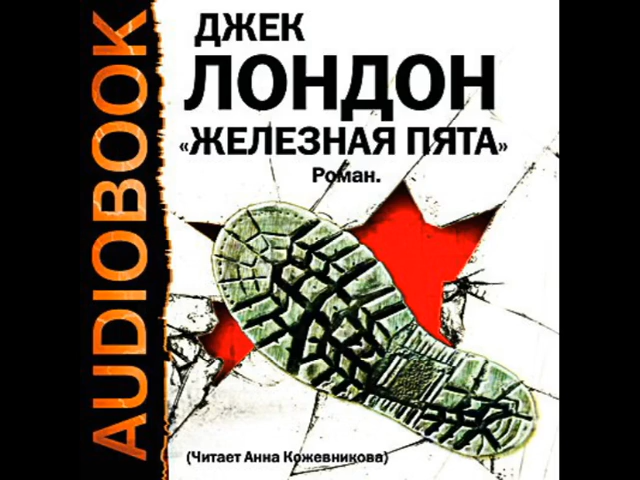 AUDIOBOOK
ДЖЕК
ЛОНДОН
«ЖЕЛЕЗНАЯ ПЯТА»
Роман.
(Читает Анна Кожевникова)